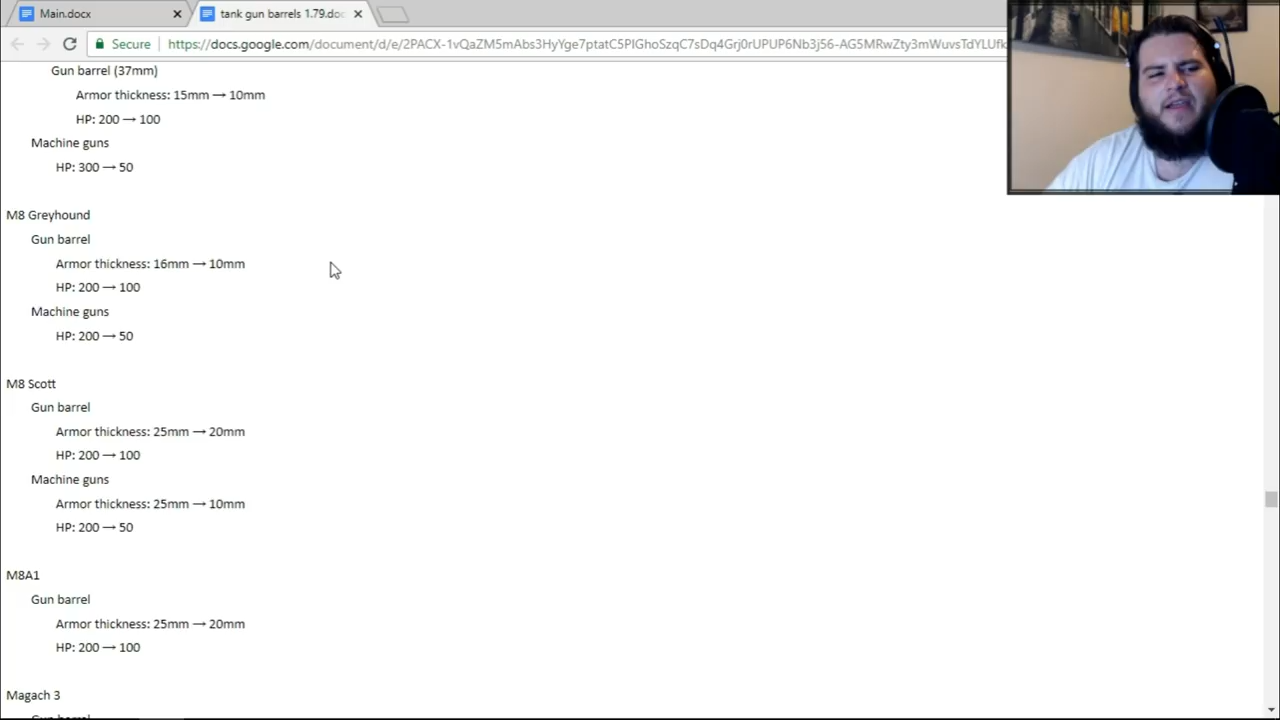 Main.docx
tank gun barrels 1.79.doc
Secure
https://docs.google.com/document/d/e/2PACX-1vQaZM5mAbs3HyYge7ptatC5PIGhoSzqC7sDq4Grj0rUPUP6Nb3j56-AG5MRwZty3mWuvsTdYLUfk
Gun barrel (37mm)
Armor thickness: 15mm → 10mm
HP: 200 → 100
Machine guns
HP: 300 → 50
M8 Greyhound
Gun barrel
Armor thickness: 16mm → 10mm
HP: 200 → 100
Machine guns
HP: 200 → 50
M8 Scott
Gun barrel
Armor thickness: 25mm → 20mm
HP: 200 → 100
Machine guns
Armor thickness: 25mm → 10mm
HP: 200 → 50
M8A1
Gun barrel
Armor thickness: 25mm → 20mm
HP: 200 → 100
Magach 3
Gun barrel